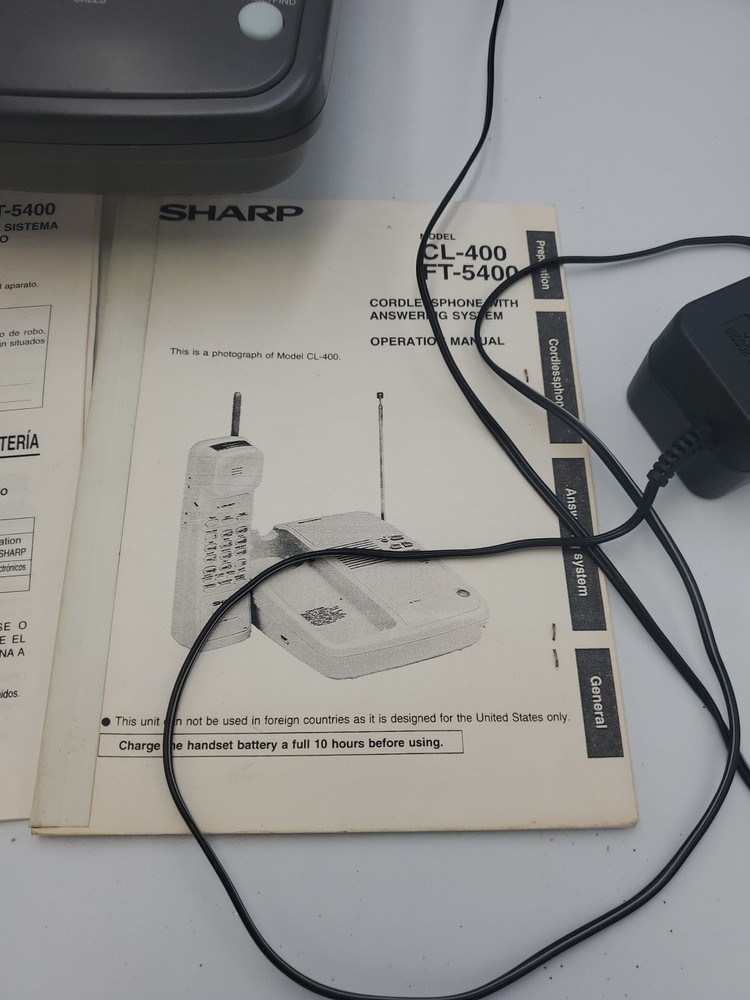 CALLS
FIND
T-5400
SISTEMA
O
l aparato.
o de robo,
n situados
TERÍA
O
ation
SHARP
ctrónicos
SE O
E EL
NA A
idos.
SHARP
MODEL
CL-400
FT-5400
CORDLESSPHONE WITH
ANSWERING SYSTEM
OPERATION MANUAL
This is a photograph of Model CL-400.
Preparation
Cordlessphone
Answering system
General
● This unit can not be used in foreign countries as it is designed for the United States only.
Charge the handset battery a full 10 hours before using.